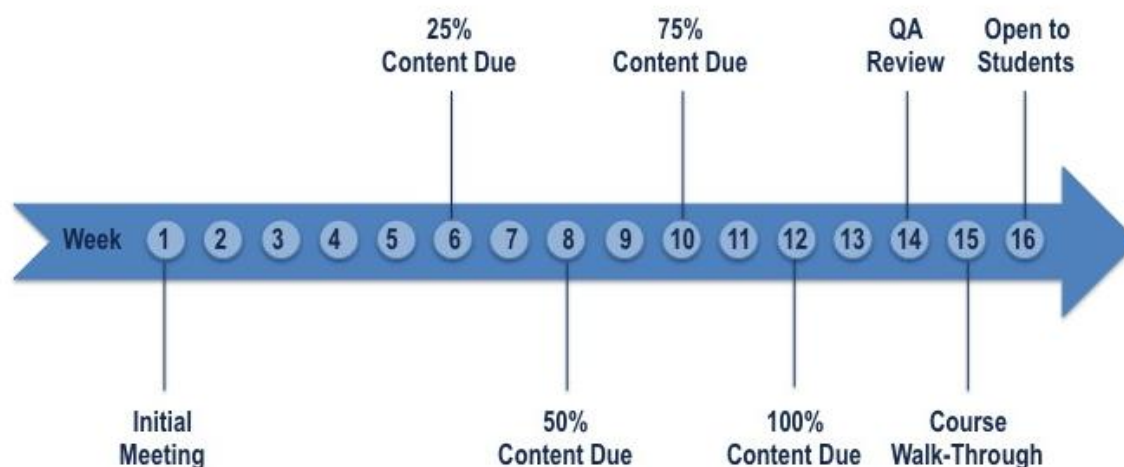 25%
Content Due
75%
Content Due
QA
Review
Open to
Students
Week 1 2 3 4 5 6 7 8 9 10 11 12 13 14 15 16
Initial
Meeting
50%
Content Due
100%
Content Due
Course
Walk-Through